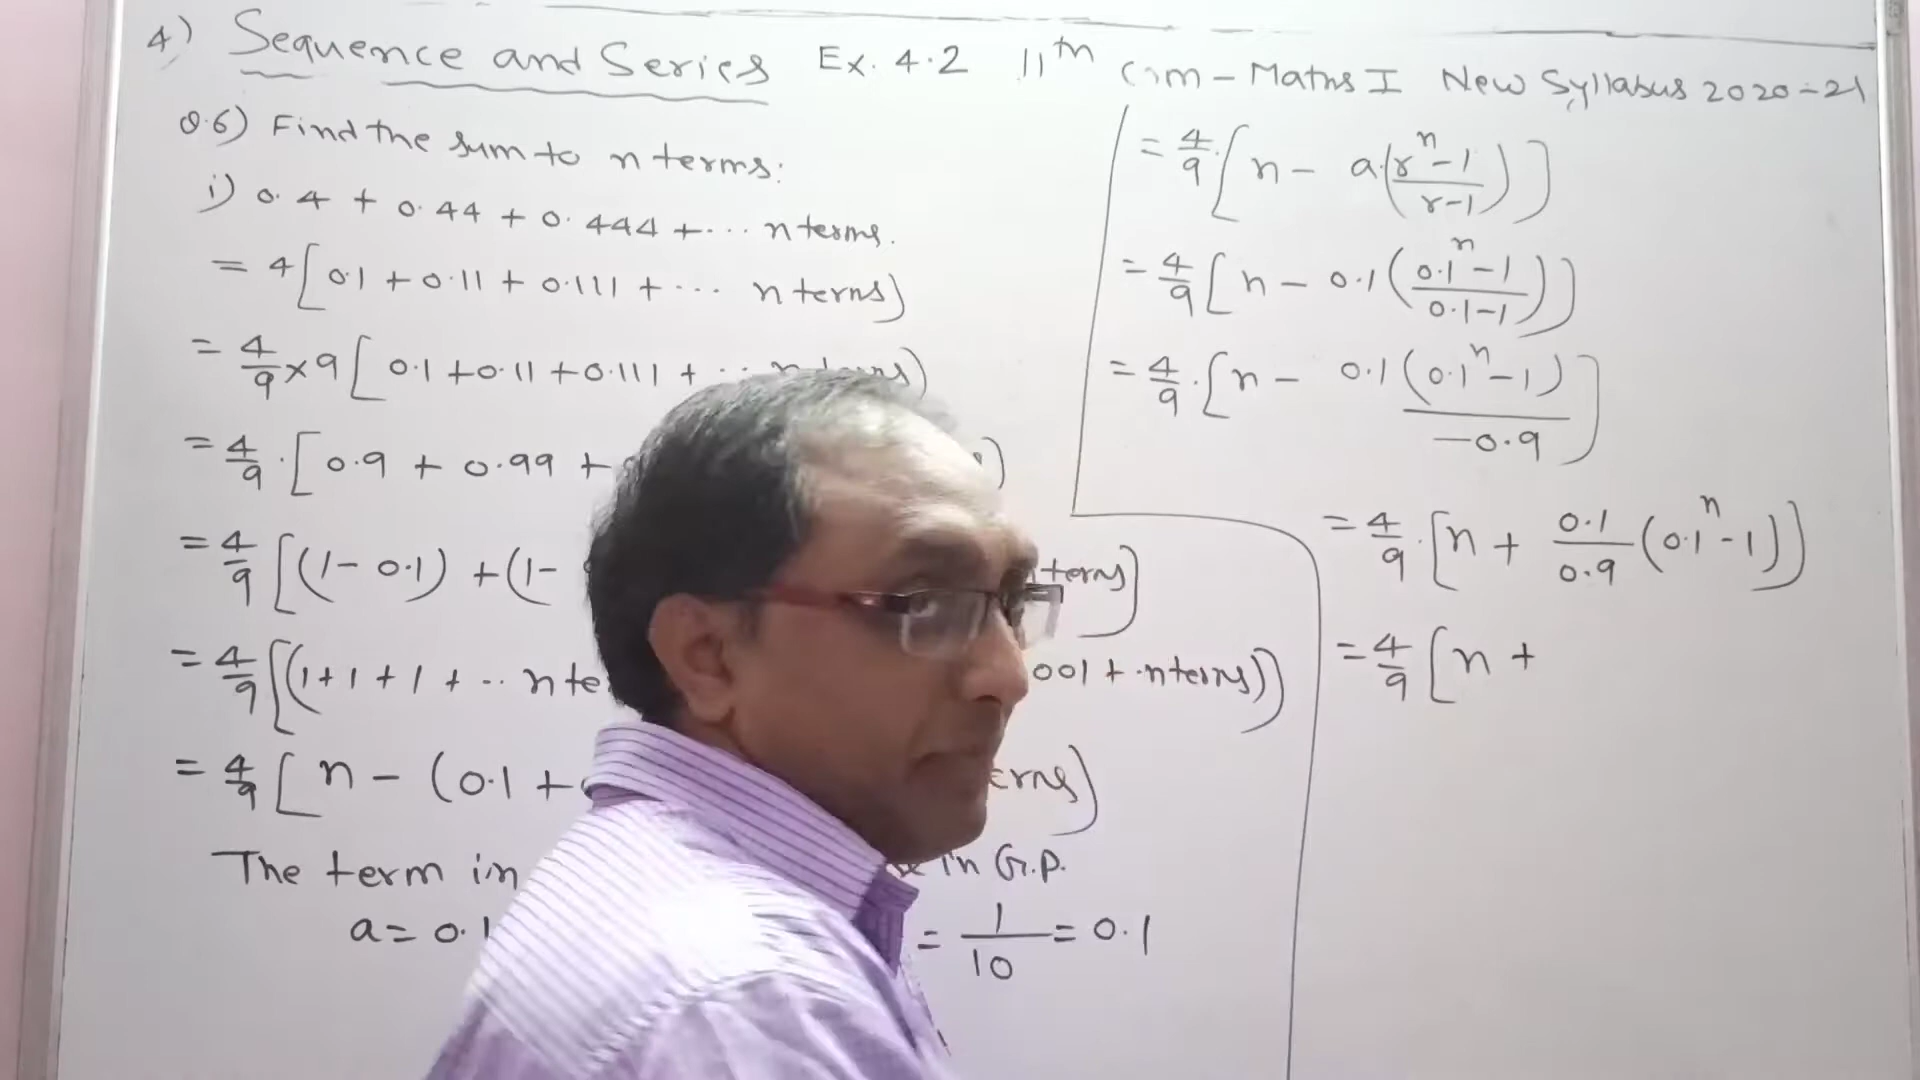 4) Sequence and Series Ex. 4.2 11th Com - Maths I New Syllabus 2020-21
Q.6) Find the sum to n terms:
i) 0.4 + 0.44 + 0.444 + ... n terms.
= 4[0.1 + 0.11 + 0.111 + ... n terms)
= 4/9 × 9[0.1 + 0.11 + 0.111 + ...
= 4/9 . [0.9 + 0.99 +
= 4/9 [(1 - 0.1) + (1 - terms]
= 4/9 [(1 + 1 + 1 + .. n te 001 + .nterms)]
= 4/9 [n - (0.1 + erms)
The term in in G.P.
a = 0.1 = 1/10 = 0.1
= 4/9 . [n - a.(r^n - 1 / r - 1)]
= 4/9 [n - 0.1 (0.1^n - 1 / 0.1 - 1)]
= 4/9 . [n - 0.1 (0.1^n - 1) / -0.9]
= 4/9 . [n + 0.1/0.9 (0.1^n - 1)]
= 4/9 [n +